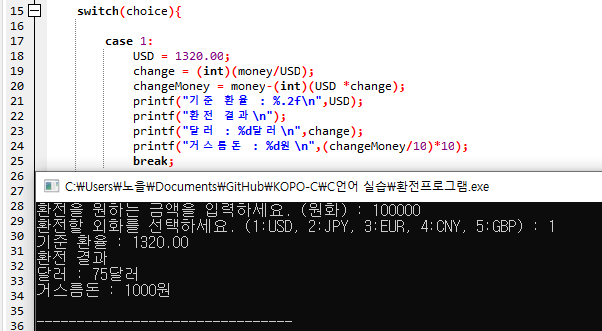 15 switch(choice){
16
17 case 1:
18 USD = 1320.00;
19 change = (int)(money/USD);
20 changeMoney = money-(int)(USD *change);
21 printf("기준 환율 : %.2f\n",USD);
22 printf("환전 결과\n");
23 printf("달러 : %d달러\n",change);
24 printf("거스름돈 : %d원\n",(changeMoney/10)*10);
25 break;
26
27 C:\Users\노을\Documents\GitHub\KOPO-C\C언어 실습\환전프로그램.exe
28 환전을 원하는 금액을 입력하세요. (원화) : 100000
29 환전할 외화를 선택하세요. (1:USD, 2:JPY, 3:EUR, 4:CNY, 5:GBP) : 1
30 기준 환율 : 1320.00
31 환전 결과
32 달러 : 75달러
33 거스름돈 : 1000원
34
35 --------------------------------
36